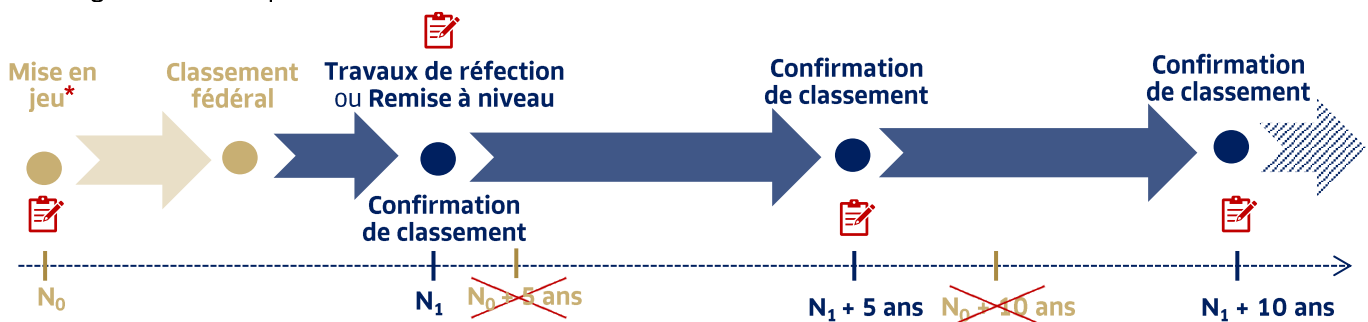 Mise en
jeu*
Classement
fédéral
Travaux de réfection
ou Remise à niveau
Confirmation
de classement
Confirmation
de classement
Confirmation
de classement
N₀
N₁
N₀ + 5 ans
N₁ + 5 ans
N₀ + 10 ans
N₁ + 10 ans